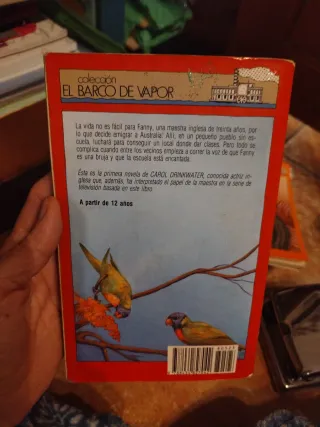 colección
EL BARCO DE VAPOR
La vida no es fácil para Fanny, una maestra inglesa de treinta años, por
lo que decide emigrar a Australia. Allí, en un pequeño pueblo sin es-
cuela, luchará para conseguir un local donde dar clases. Pero todo se
complica cuando entre los vecinos empieza a correr la voz de que Fanny
es una bruja y que la escuela está encantada.
Esta es la primera novela de CAROL DRINKWATER, conocida actriz in-
glesa que, además, ha interpretado el papel de la maestra en la serie de
televisión basada en este libro.
A partir de 12 años